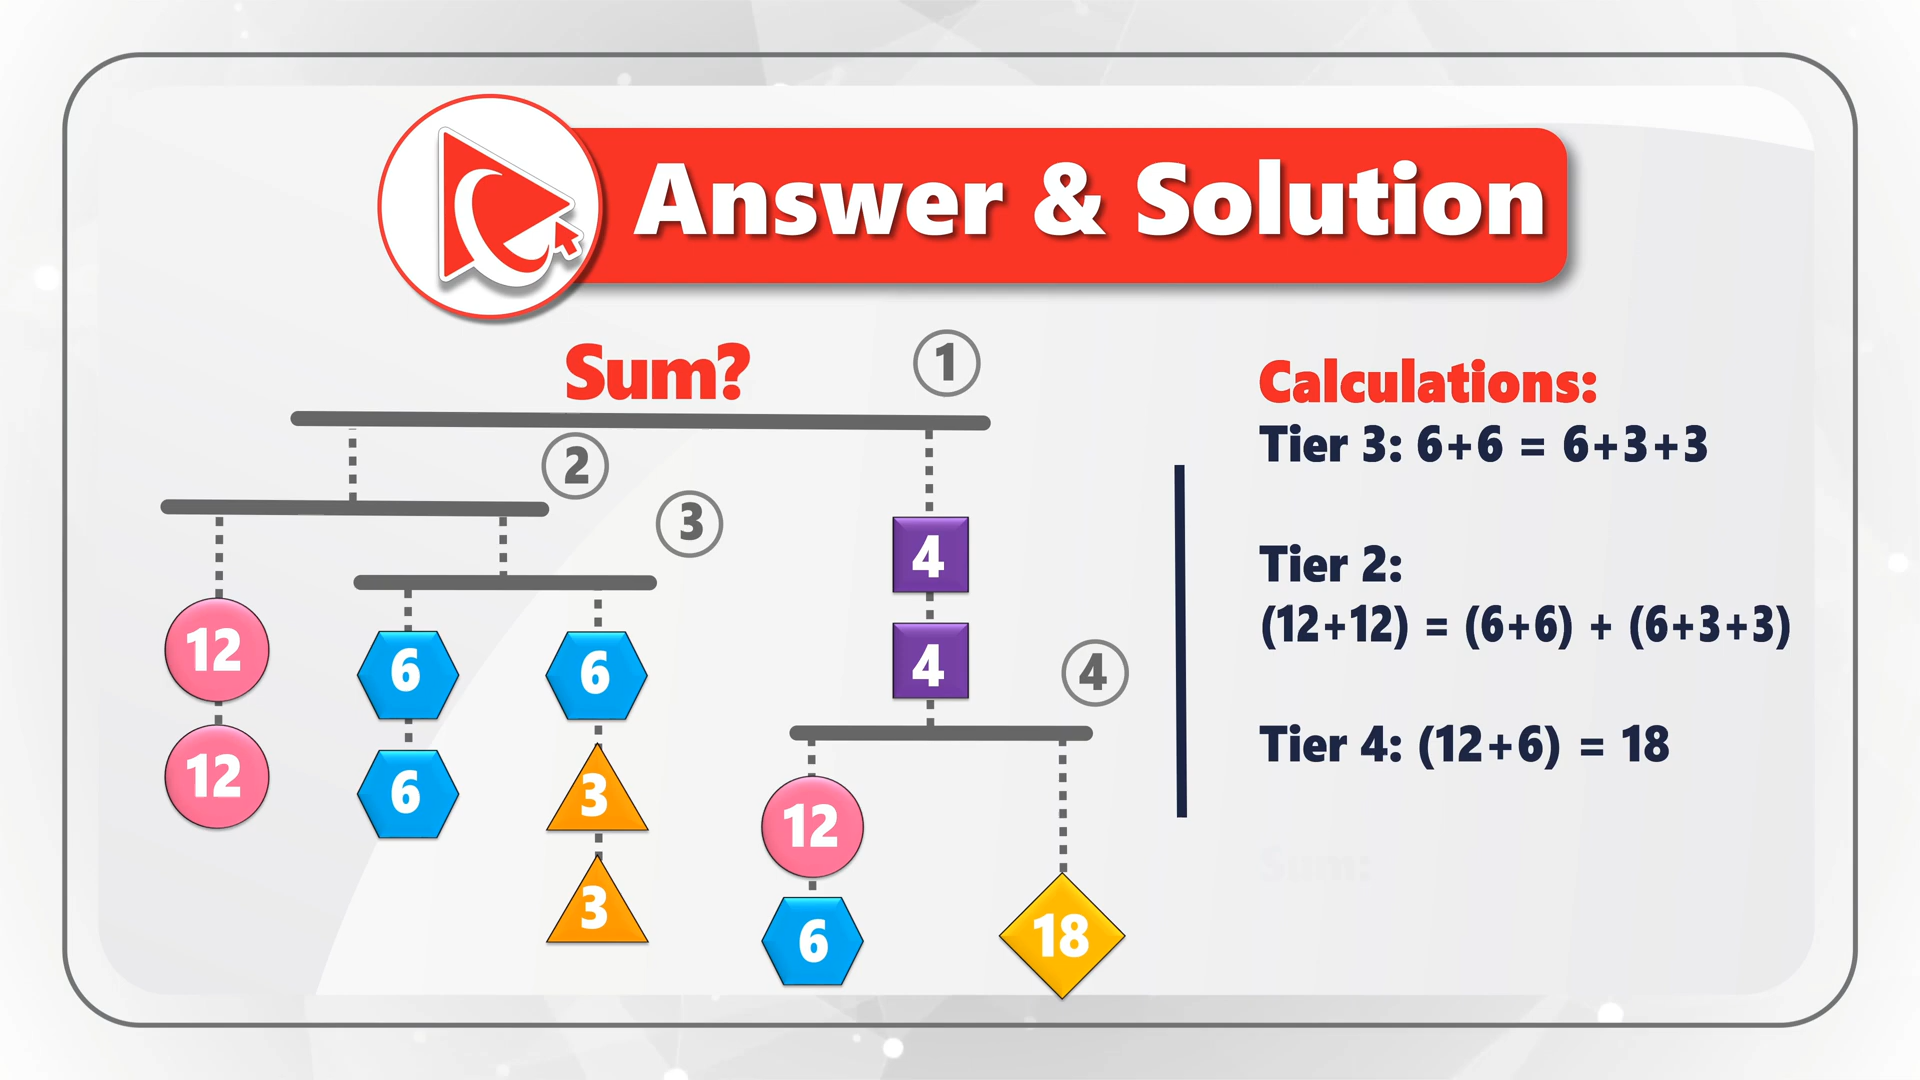 Answer & Solution
Sum?
1
2
3
4
4
4
12
12
6
6
6
3
3
12
6
18
Calculations:
Tier 3: 6+6 = 6+3+3
Tier 2:
(12+12) = (6+6) + (6+3+3)
Tier 4: (12+6) = 18
Sum: